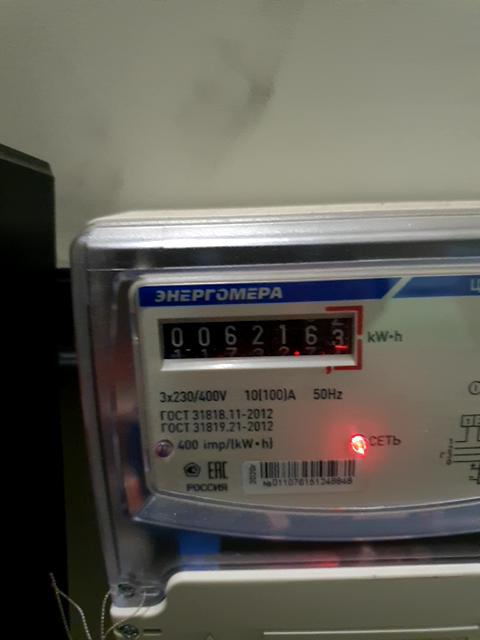 ЭНЕРГОМЕРА
0062163
kW·h
3x230/400V 10(100)A 50Hz
ГОСТ 31818.11-2012
ГОСТ 31819.21-2012
400 imp/(kW·h)
СЕТЬ
ЕАС
РОССИЯ